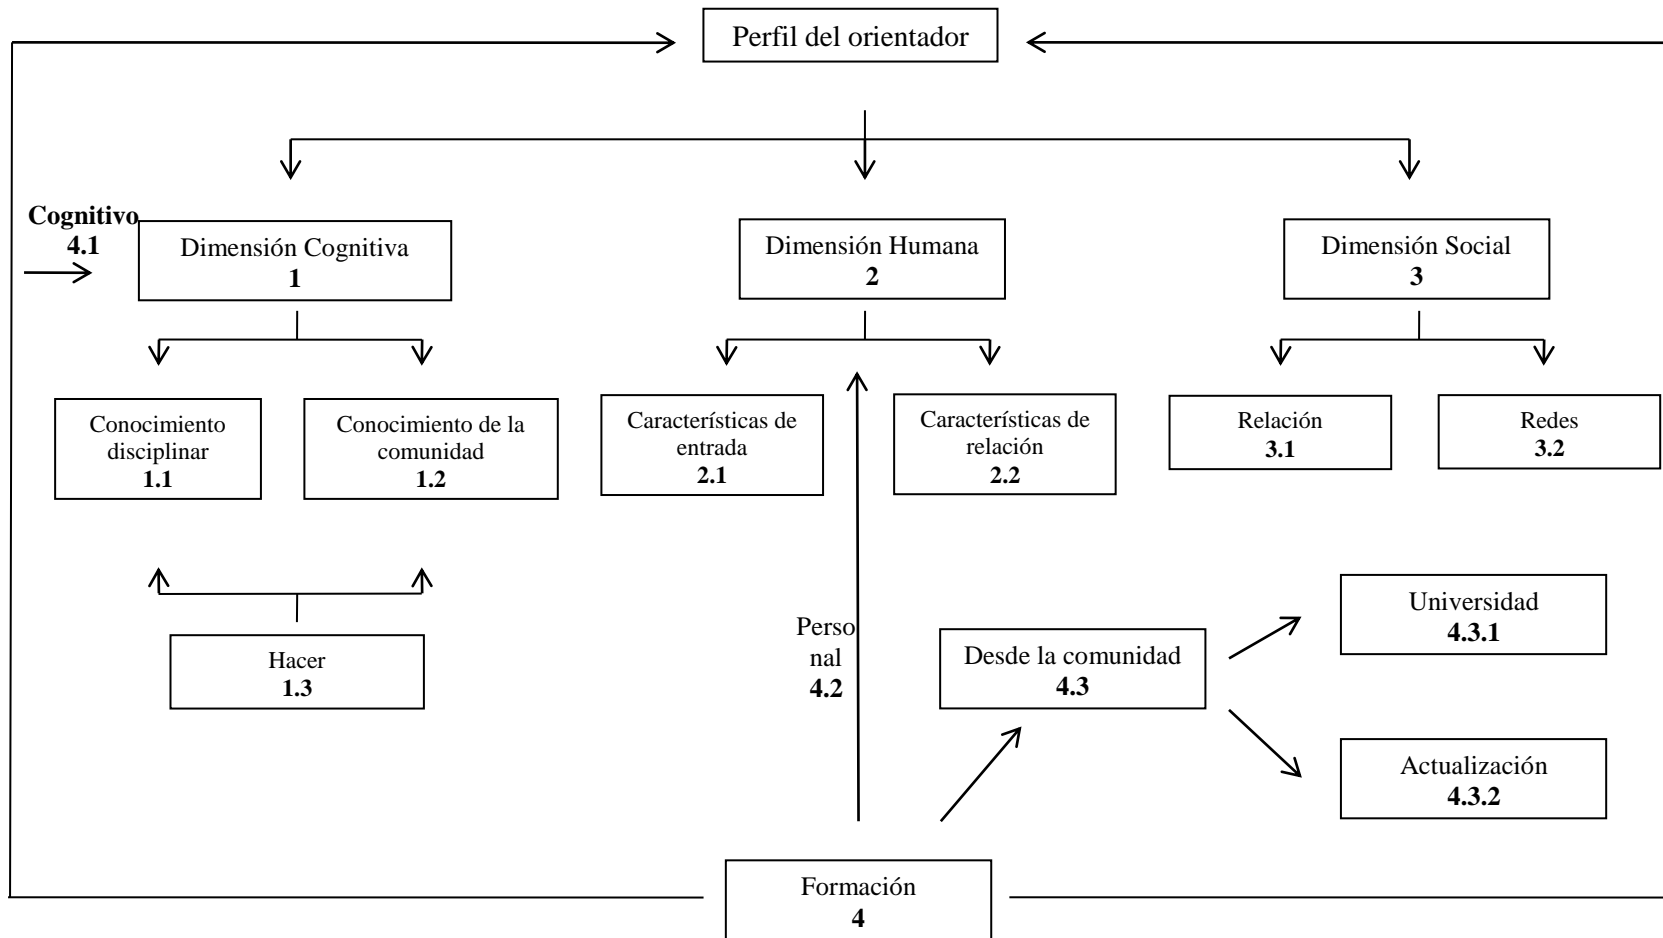 Perfil del orientador
Cognitivo
4.1
Dimensión Cognitiva
1
Dimensión Humana
2
Dimensión Social
3
Conocimiento
disciplinar
1.1
Conocimiento de la
comunidad
1.2
Características de
entrada
2.1
Características de
relación
2.2
Relación
3.1
Redes
3.2
Hacer
1.3
Perso
nal
4.2
Desde la comunidad
4.3
Universidad
4.3.1
Actualización
4.3.2
Formación
4